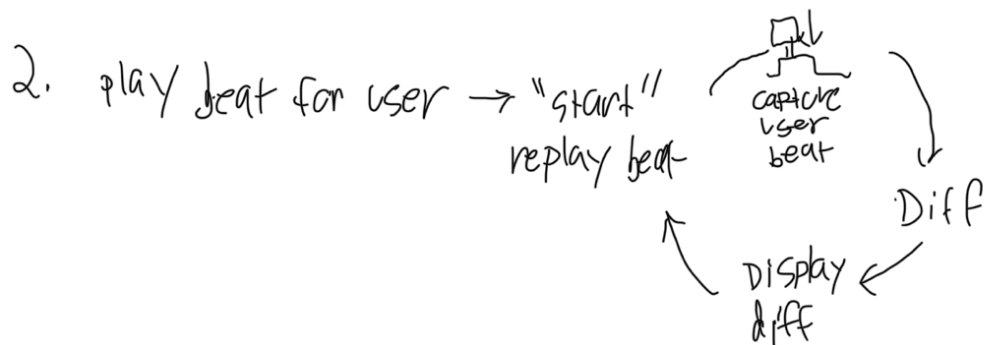 2. play beat for user → "start"
replay beat
capture
user
beat
Diff
Display
diff